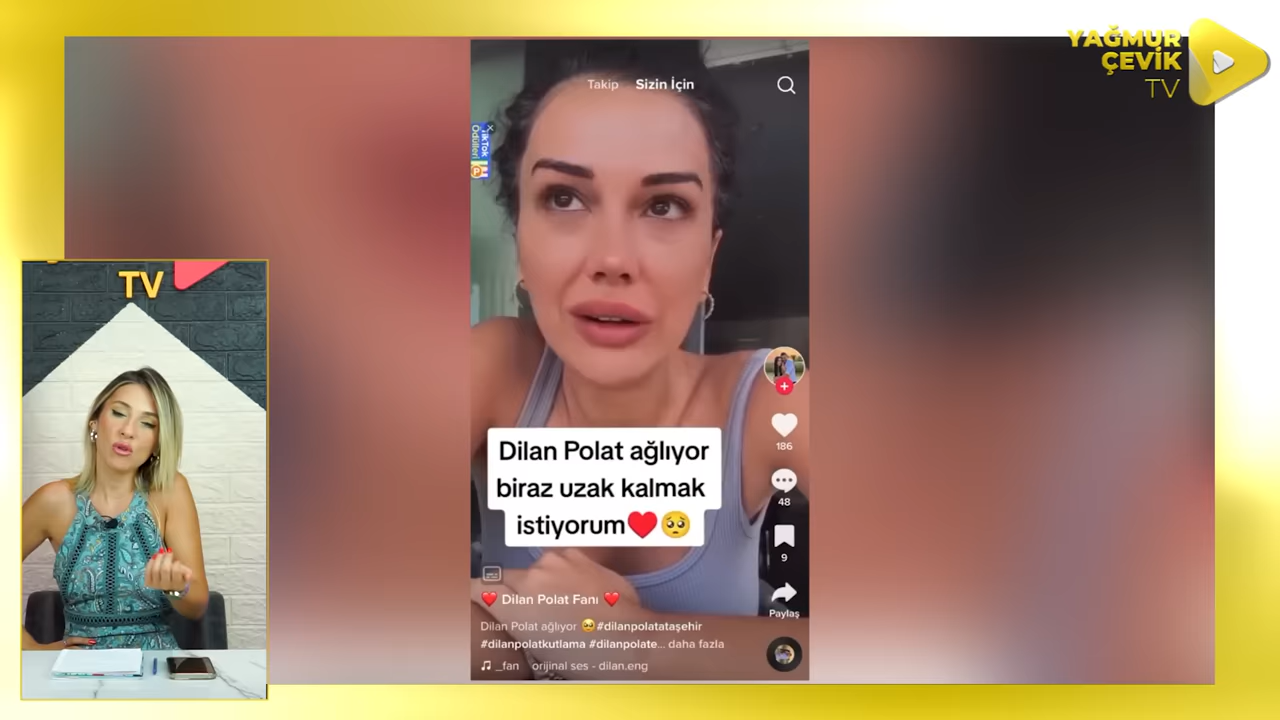 YAĞMUR
ÇEVİK
TV
Takip Sizin İçin
TikTok
Ödülleri
P
TV
186
48
9
Paylaş
Dilan Polat ağlıyor
biraz uzak kalmak
istiyorum❤️🥺
❤️ Dilan Polat Fanı ❤️
Dilan Polat ağlıyor 🥺#dilanpolatataşehir
#dilanpolatkutlama #dilanpolate... daha fazla
_fan orijinal ses - dilan.eng